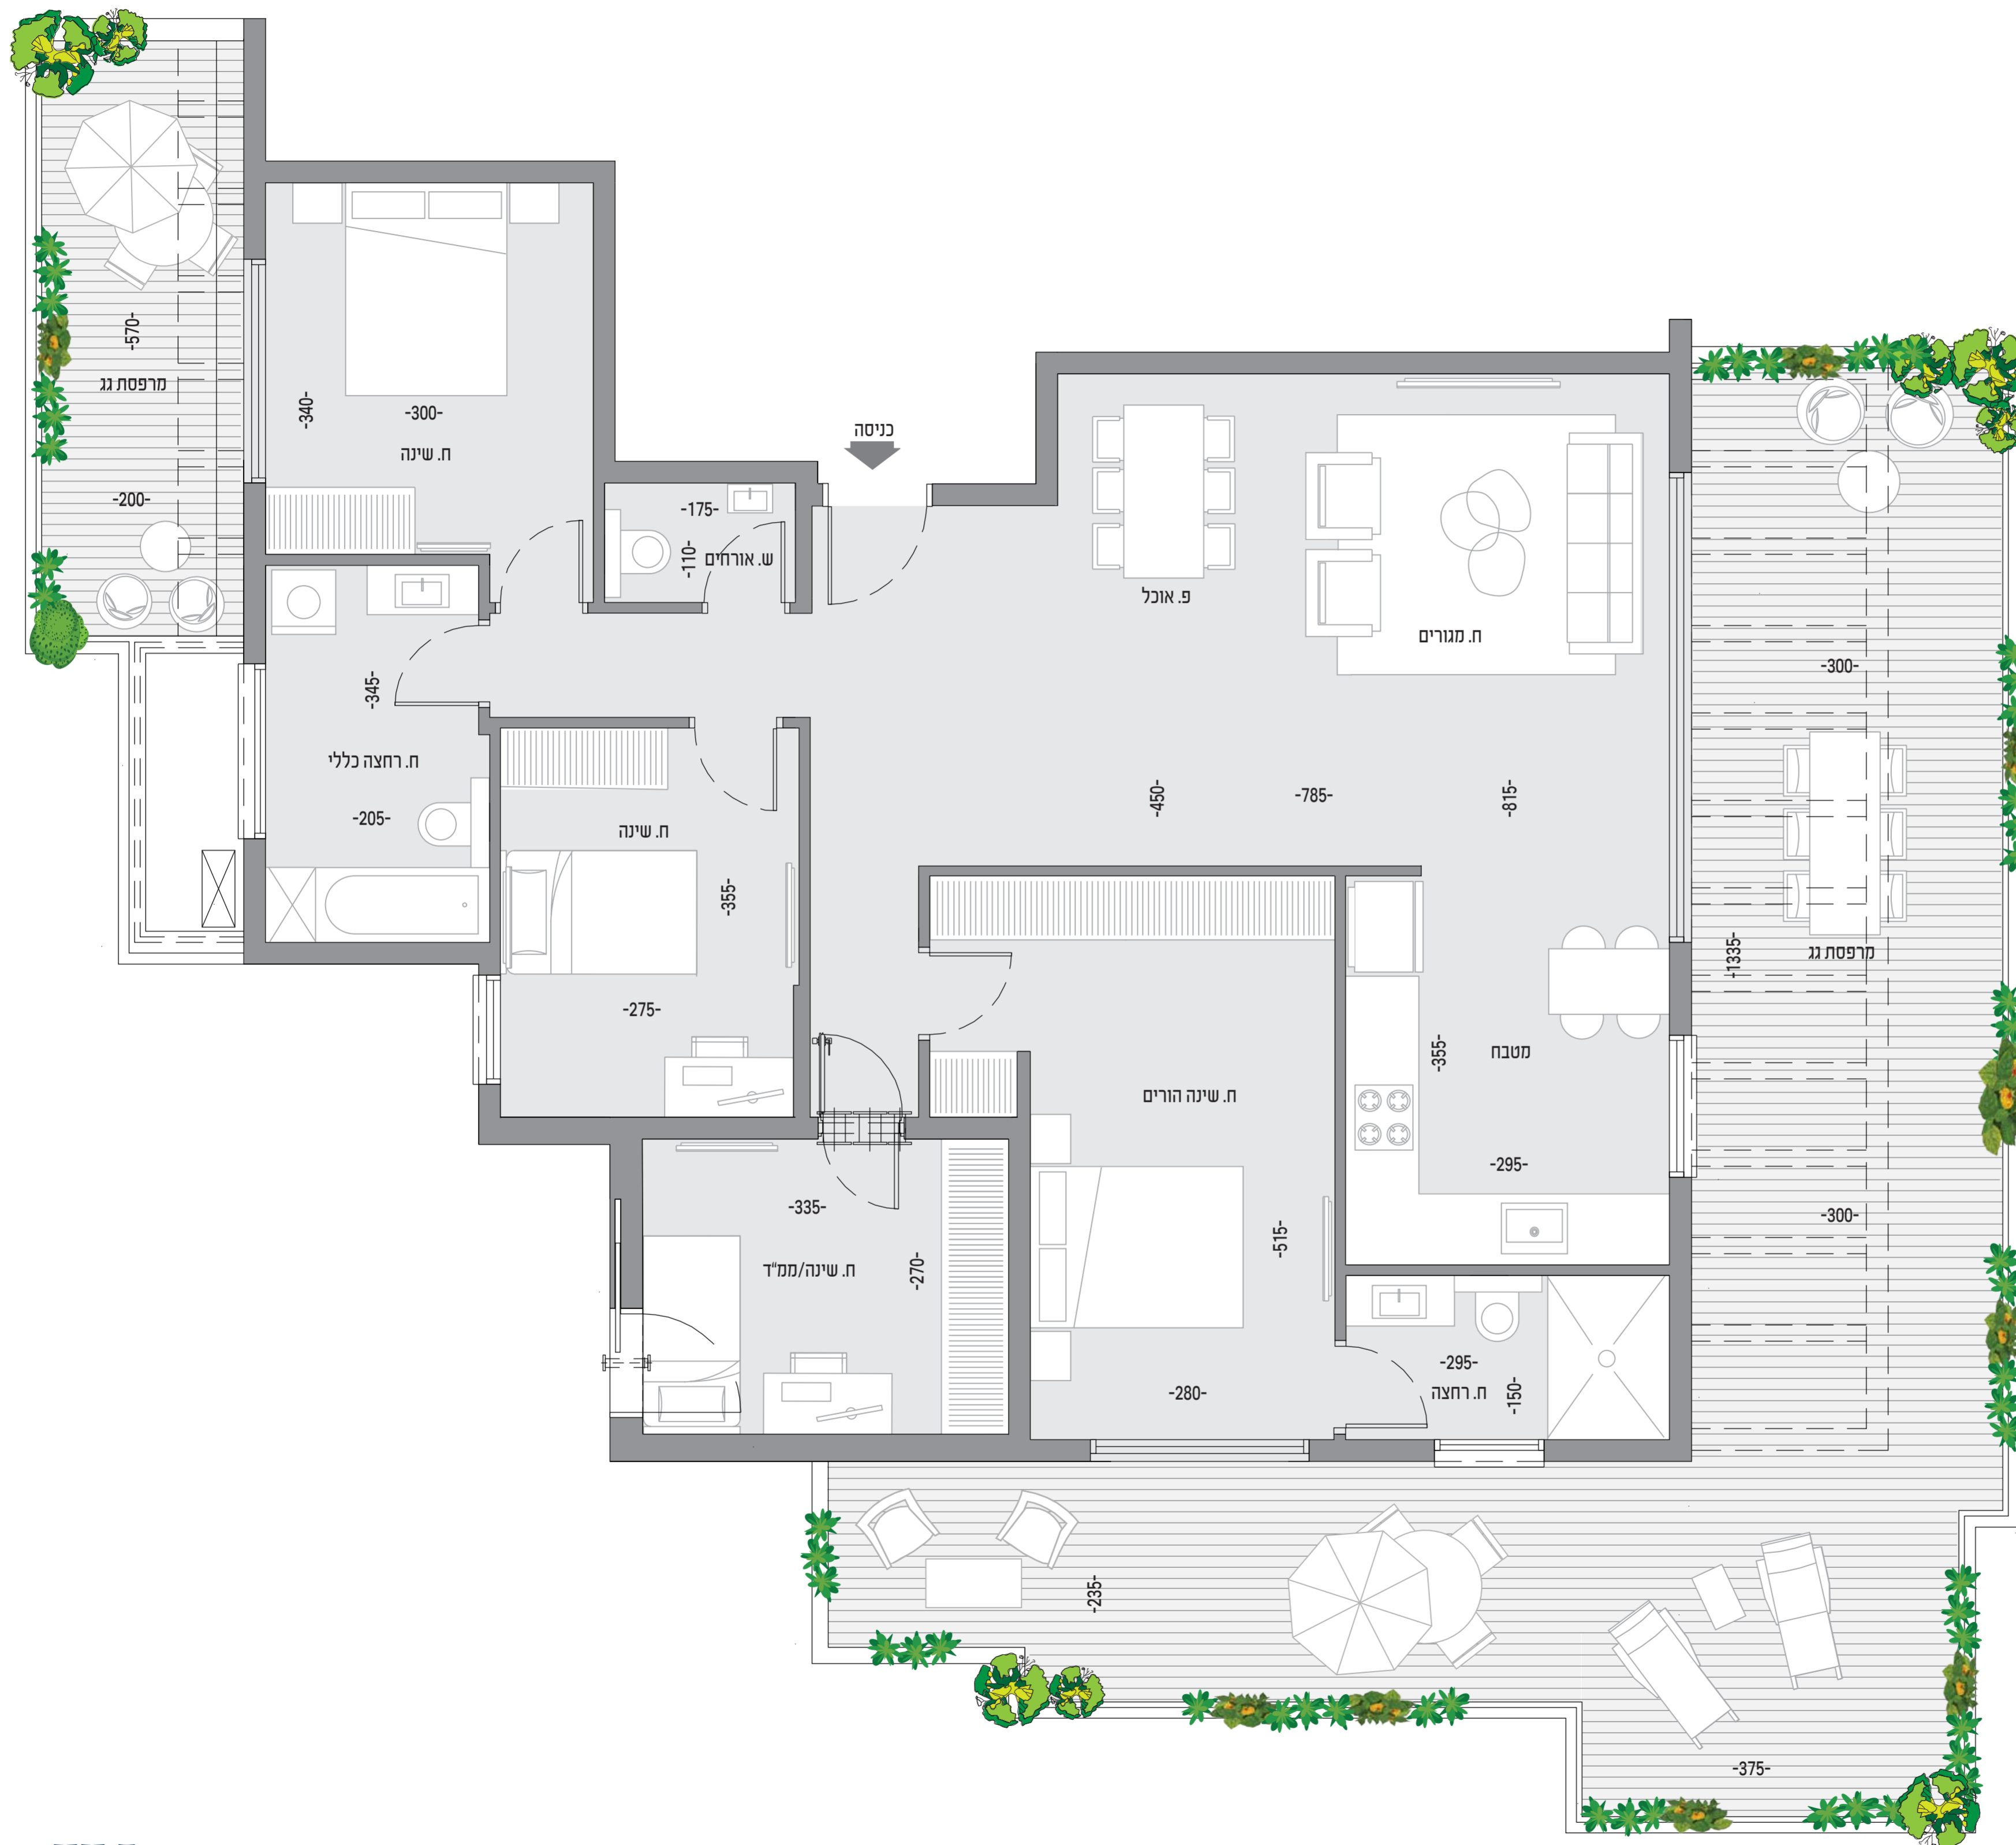 -570-
מרפסת גג
-200-
-340-
-300-
ח. שינה
כניסה
-175-
-110-
ש. אורחים
פ. אוכל
ח. מגורים
-300-
-345-
ח. רחצה כללי
-205-
ח. שינה
-355-
-275-
-450-
-785-
-815-
-1335-
מרפסת גג
-355-
מטבח
-295-
ח. שינה הורים
-515-
-280-
-335-
-270-
ח. שינה/ממ"ד
-300-
-295-
ח. רחצה
-150-
-235-
-375-